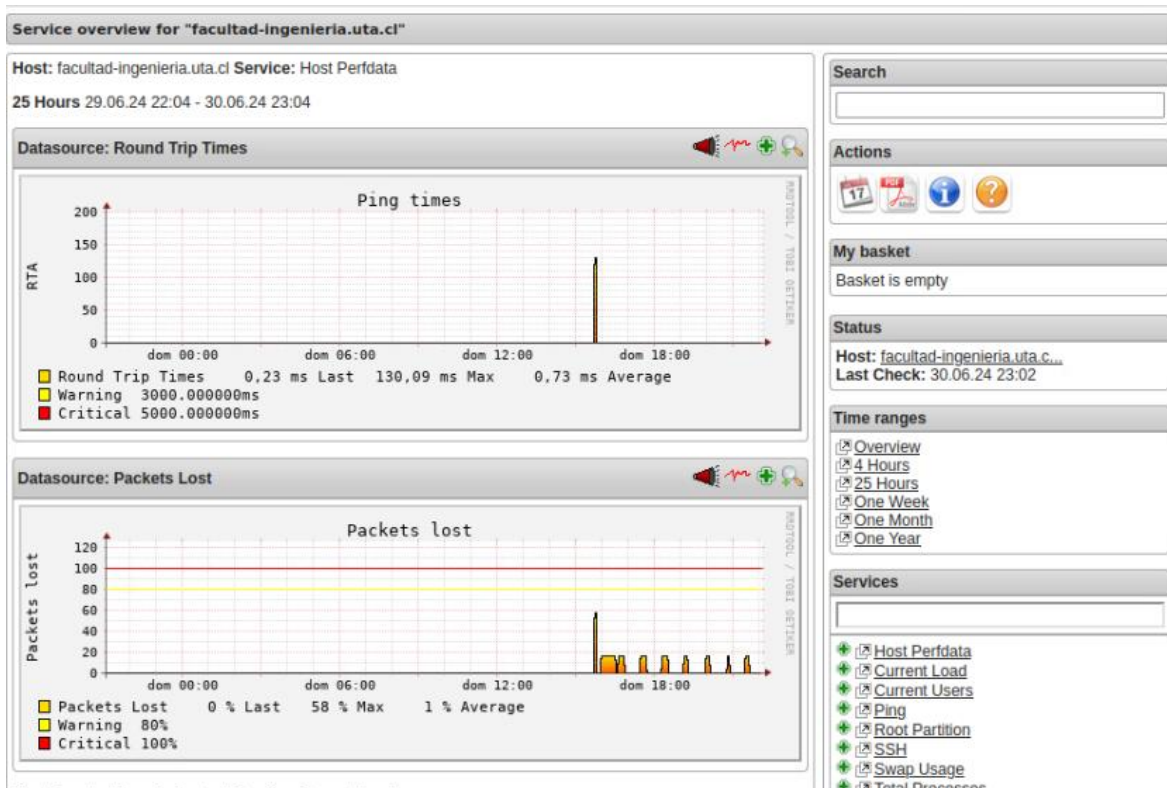 Service overview for "facultad-ingenieria.uta.cl"
Host: facultad-ingenieria.uta.cl Service: Host Perfdata
25 Hours 29.06.24 22:04 - 30.06.24 23:04
Datasource: Round Trip Times
Ping times
RTA
200
150
100
50
0
dom 00:00 dom 06:00 dom 12:00 dom 18:00
Round Trip Times 0,23 ms Last 130,09 ms Max 0,73 ms Average
Warning 3000.000000ms
Critical 5000.000000ms
RRDTOOL / TOBI OETIKER
Datasource: Packets Lost
Packets lost
Packets lost
120
100
80
60
40
20
0
dom 00:00 dom 06:00 dom 12:00 dom 18:00
Packets Lost 0 % Last 58 % Max 1 % Average
Warning 80%
Critical 100%
RRDTOOL / TOBI OETIKER
Search
Actions
17
PDF
My basket
Basket is empty
Status
Host: facultad-ingenieria.uta.c...
Last Check: 30.06.24 23:02
Time ranges
Overview
4 Hours
25 Hours
One Week
One Month
One Year
Services
Host Perfdata
Current Load
Current Users
Ping
Root Partition
SSH
Swap Usage
Total Processes